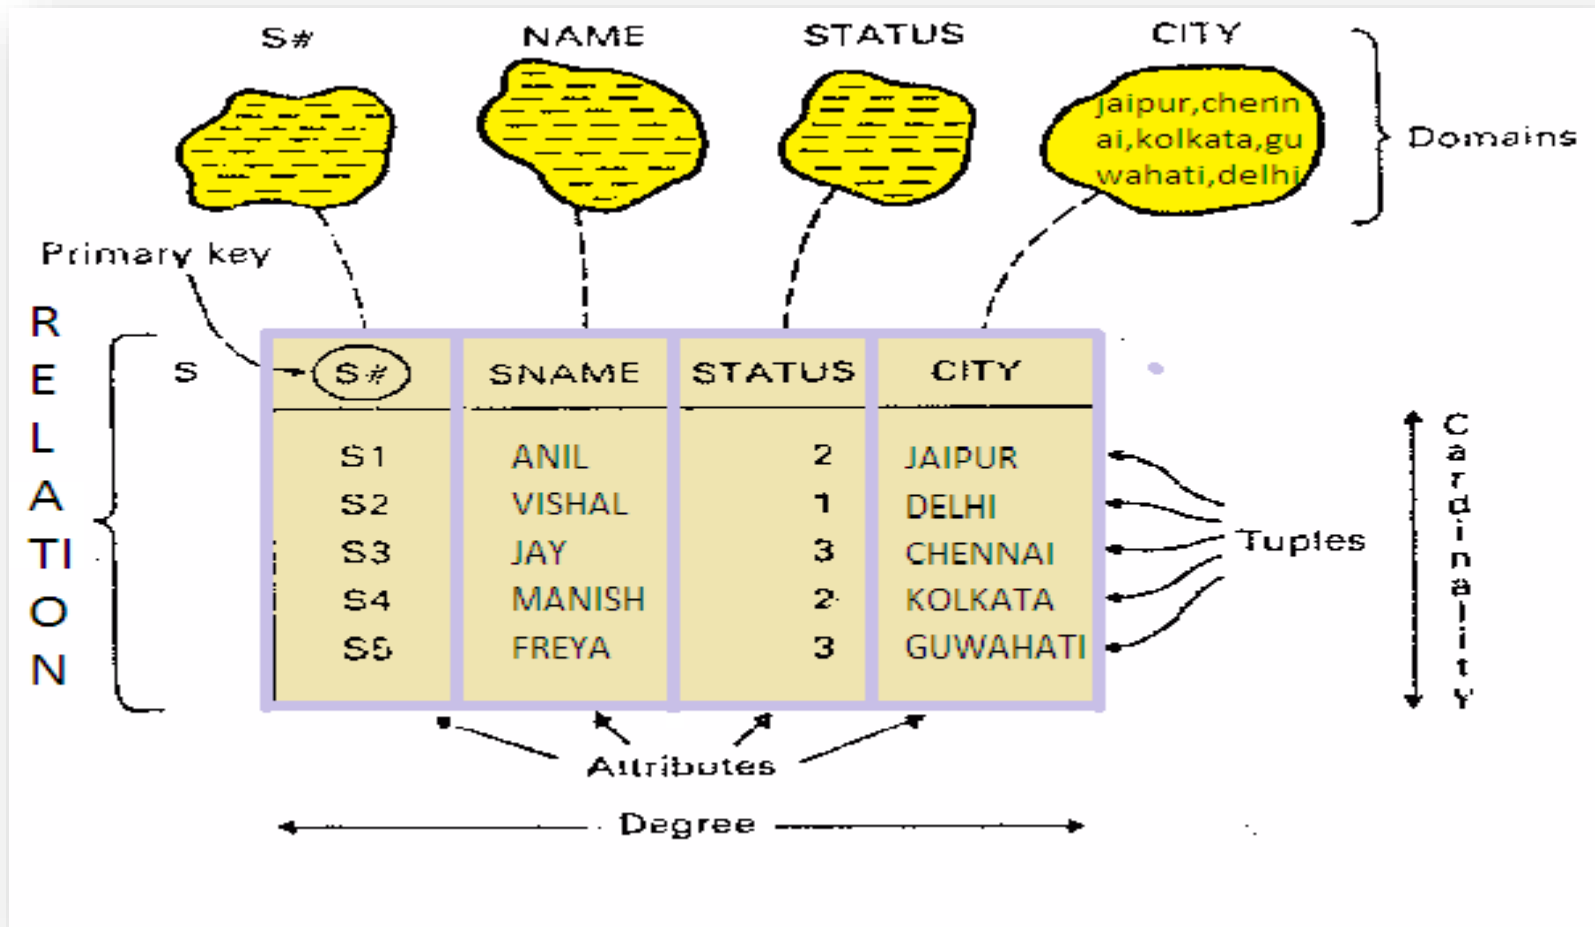 S# NAME STATUS CITY
jaipur,chenn
ai,kolkata,gu
wahati,delhi
Domains
Primary key
RELATION
S
S# SNAME STATUS CITY
S1 ANIL 2 JAIPUR
S2 VISHAL 1 DELHI
S3 JAY 3 CHENNAI
S4 MANISH 2 KOLKATA
S5 FREYA 3 GUWAHATI
Tuples
Cardinality
Attributes
Degree